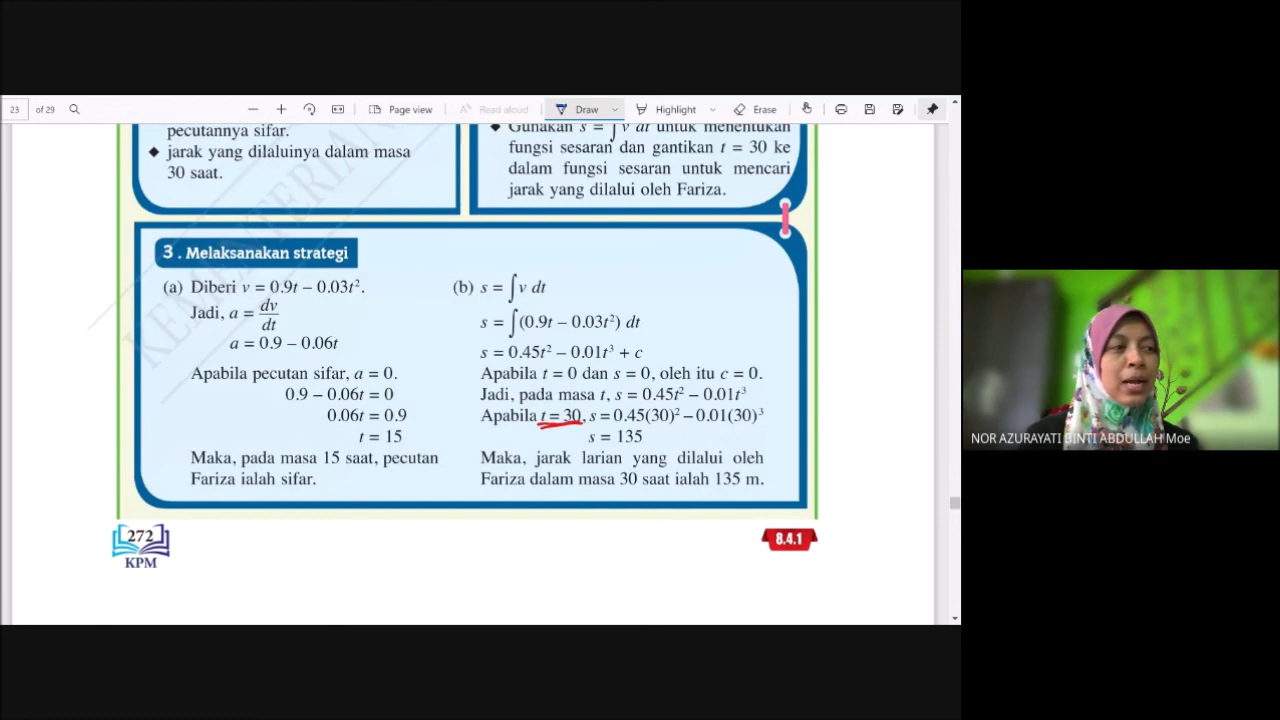 23 of 29 Page view Read aloud Draw Highlight Erase
pecutannya sifar.
◆ jarak yang dilaluinya dalam masa
30 saat.
◆ Gunakan s = ∫ v dt untuk menentukan
fungsi sesaran dan gantikan t = 30 ke
dalam fungsi sesaran untuk mencari
jarak yang dilalui oleh Fariza.
KEMENTERIAN
3 . Melaksanakan strategi
(a) Diberi v = 0.9t – 0.03t².
Jadi, a = dv/dt
a = 0.9 – 0.06t
Apabila pecutan sifar, a = 0.
0.9 – 0.06t = 0
0.06t = 0.9
t = 15
Maka, pada masa 15 saat, pecutan
Fariza ialah sifar.
(b) s = ∫ v dt
s = ∫ (0.9t – 0.03t²) dt
s = 0.45t² – 0.01t³ + c
Apabila t = 0 dan s = 0, oleh itu c = 0.
Jadi, pada masa t, s = 0.45t² – 0.01t³
Apabila t = 30, s = 0.45(30)² – 0.01(30)³
s = 135
Maka, jarak larian yang dilalui oleh
Fariza dalam masa 30 saat ialah 135 m.
272
KPM
8.4.1
NOR AZURAYATI BINTI ABDULLAH Moe